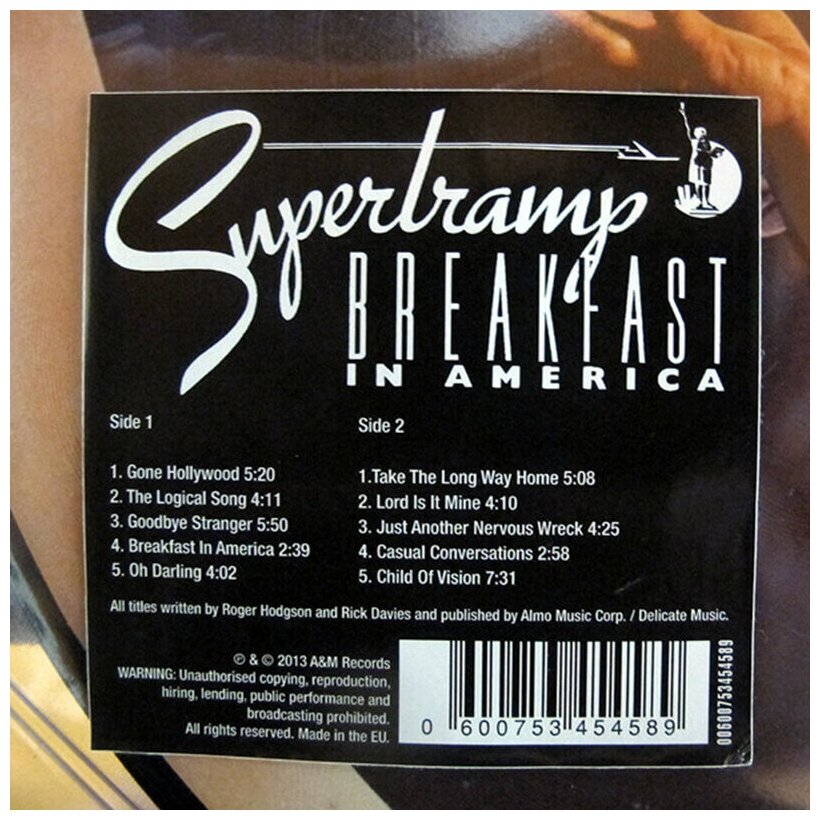 Supertramp
BREAKFAST
IN AMERICA
Side 1
1. Gone Hollywood 5:20
2. The Logical Song 4:11
3. Goodbye Stranger 5:50
4. Breakfast In America 2:39
5. Oh Darling 4:02
Side 2
1.Take The Long Way Home 5:08
2. Lord Is It Mine 4:10
3. Just Another Nervous Wreck 4:25
4. Casual Conversations 2:58
5. Child Of Vision 7:31
All titles written by Roger Hodgson and Rick Davies and published by Almo Music Corp. / Delicate Music.
℗ & © 2013 A&M Records
WARNING: Unauthorised copying, reproduction,
hiring, lending, public performance and
broadcasting prohibited.
All rights reserved. Made in the EU.
0 600753 454589
00600753454589